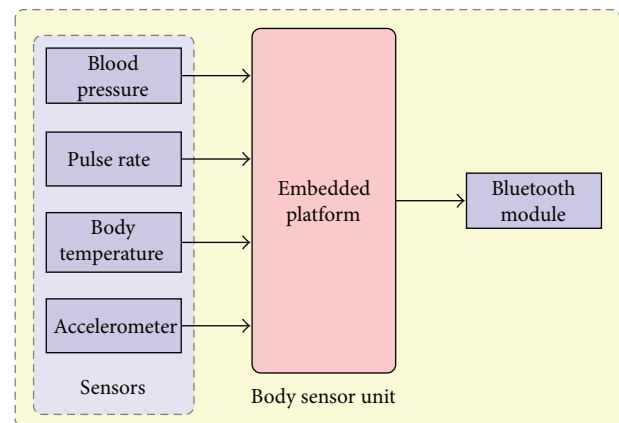 Blood
pressure
Pulse rate
Body
temperature
Accelerometer
Sensors
Embedded
platform
Body sensor unit
Bluetooth
module